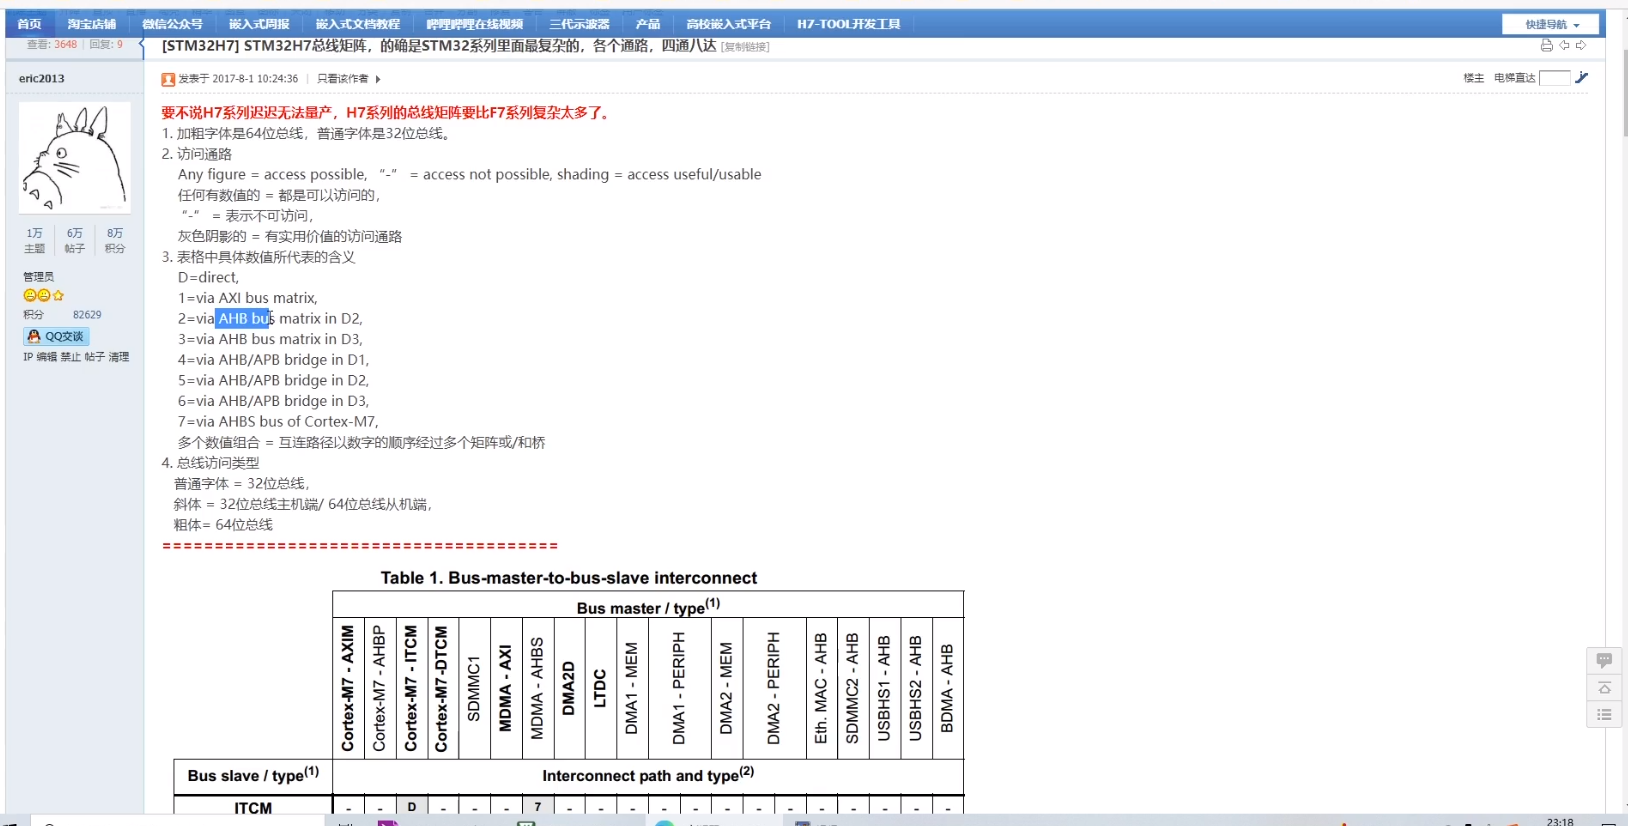 首页 淘宝店铺 微信公众号 嵌入式周报 嵌入式文档教程 哔哩哔哩在线视频 三代示波器 产品 高校嵌入式平台 H7-TOOL开发工具 快捷导航
查看: 3648 | 回复: 9 [STM32H7] STM32H7总线矩阵，的确是STM32系列里面最复杂的，各个通路，四通八达 [复制链接]
eric2013
发表于 2017-8-1 10:24:36 | 只看该作者 楼主 电梯直达
要不说H7系列迟迟无法量产，H7系列的总线矩阵要比F7系列复杂太多了。
1. 加粗字体是64位总线，普通字体是32位总线。
2. 访问通路
Any figure = access possible, “-” = access not possible, shading = access useful/usable
任何有数值的 = 都是可以访问的，
“-” = 表示不可访问，
灰色阴影的 = 有实用价值的访问通路
3. 表格中具体数值所代表的含义
D=direct,
1=via AXI bus matrix,
2=via AHB bus matrix in D2,
3=via AHB bus matrix in D3,
4=via AHB/APB bridge in D1,
5=via AHB/APB bridge in D2,
6=via AHB/APB bridge in D3,
7=via AHBS bus of Cortex-M7,
多个数值组合 = 互连路径以数字的顺序经过多个矩阵或/和桥
4. 总线访问类型
普通字体 = 32位总线，
斜体 = 32位总线主机端/ 64位总线从机端，
粗体= 64位总线
======================================
1万 6万 8万
主题 帖子 积分
管理员
积分 82629
QQ交谈
IP 编辑 禁止 帖子 清理
Table 1. Bus-master-to-bus-slave interconnect
Bus master / type(1)
Cortex-M7 - AXIM
Cortex-M7 - AHBP
Cortex-M7 - ITCM
Cortex-M7 -DTCM
SDMMC1
MDMA - AXI
MDMA - AHBS
DMA2D
LTDC
DMA1 - MEM
DMA1 - PERIPH
DMA2 - MEM
DMA2 - PERIPH
Eth. MAC - AHB
SDMMC2 - AHB
USBHS1 - AHB
USBHS2 - AHB
BDMA - AHB
Bus slave / type(1) Interconnect path and type(2)
ITCM - - D - - - 7 - - - - - - - - - - - - -
23:18